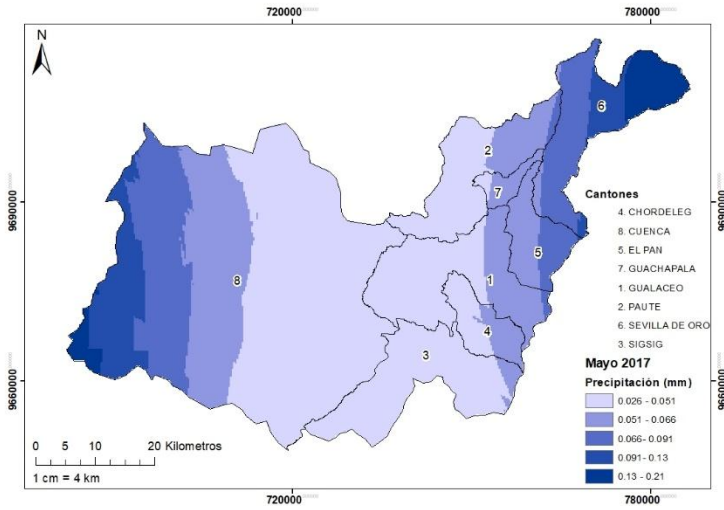 720000
780000
N
6
2
7
9690000
9690000
Cantones
4. CHORDELEG
8. CUENCA
5. EL PAN
7. GUACHAPALA
1. GUALACEO
2. PAUTE
6. SEVILLA DE ORO
3. SIGSIG
5
8
1
4
3
Mayo 2017
Precipitación (mm)
0.026 - 0.051
0.051 - 0.066
0.066 - 0.091
0.091 - 0.13
0.13 - 0.21
9660000
9660000
0 5 10 20 Kilometros
1 cm = 4 km
720000
780000